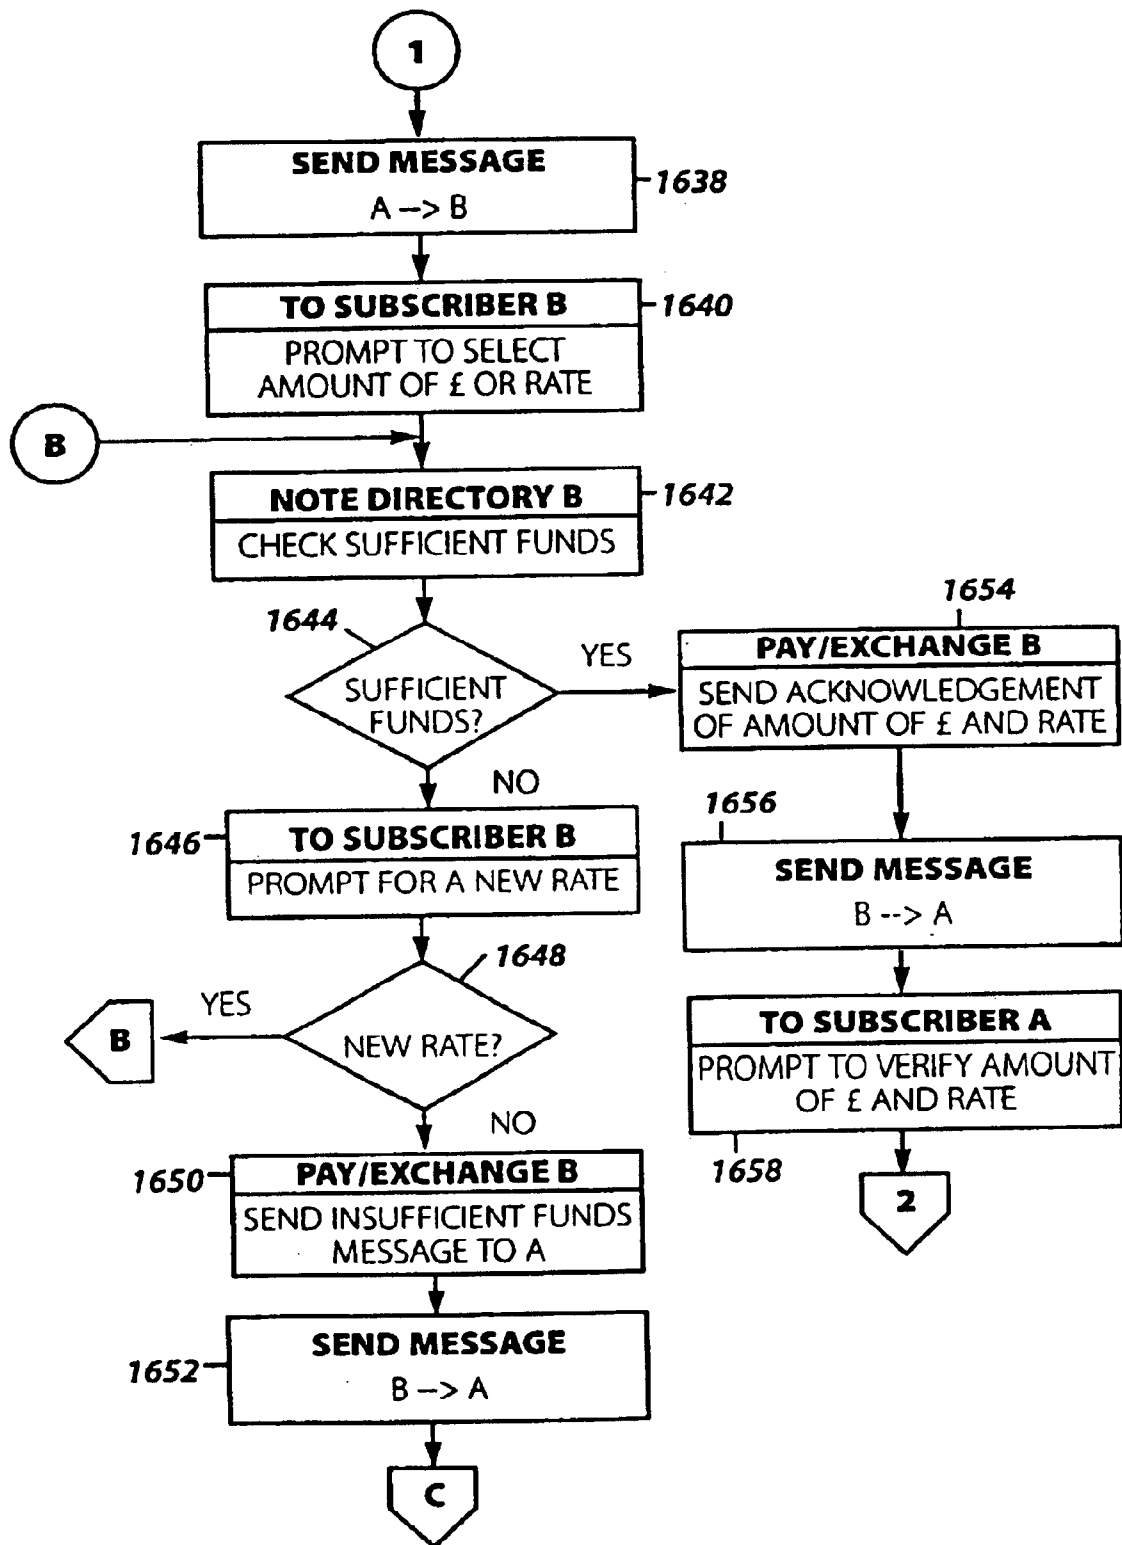 1
SEND MESSAGE
A --> B
1638
TO SUBSCRIBER B
1640
PROMPT TO SELECT
AMOUNT OF £ OR RATE
B
NOTE DIRECTORY B
1642
CHECK SUFFICIENT FUNDS
1644
SUFFICIENT
FUNDS?
YES
NO
1646
TO SUBSCRIBER B
PROMPT FOR A NEW RATE
1648
NEW RATE?
YES
B
NO
1650
PAY/EXCHANGE B
SEND INSUFFICIENT FUNDS
MESSAGE TO A
1652
SEND MESSAGE
B --> A
C
1654
PAY/EXCHANGE B
SEND ACKNOWLEDGEMENT
OF AMOUNT OF £ AND RATE
1656
SEND MESSAGE
B --> A
TO SUBSCRIBER A
PROMPT TO VERIFY AMOUNT
OF £ AND RATE
1658
2